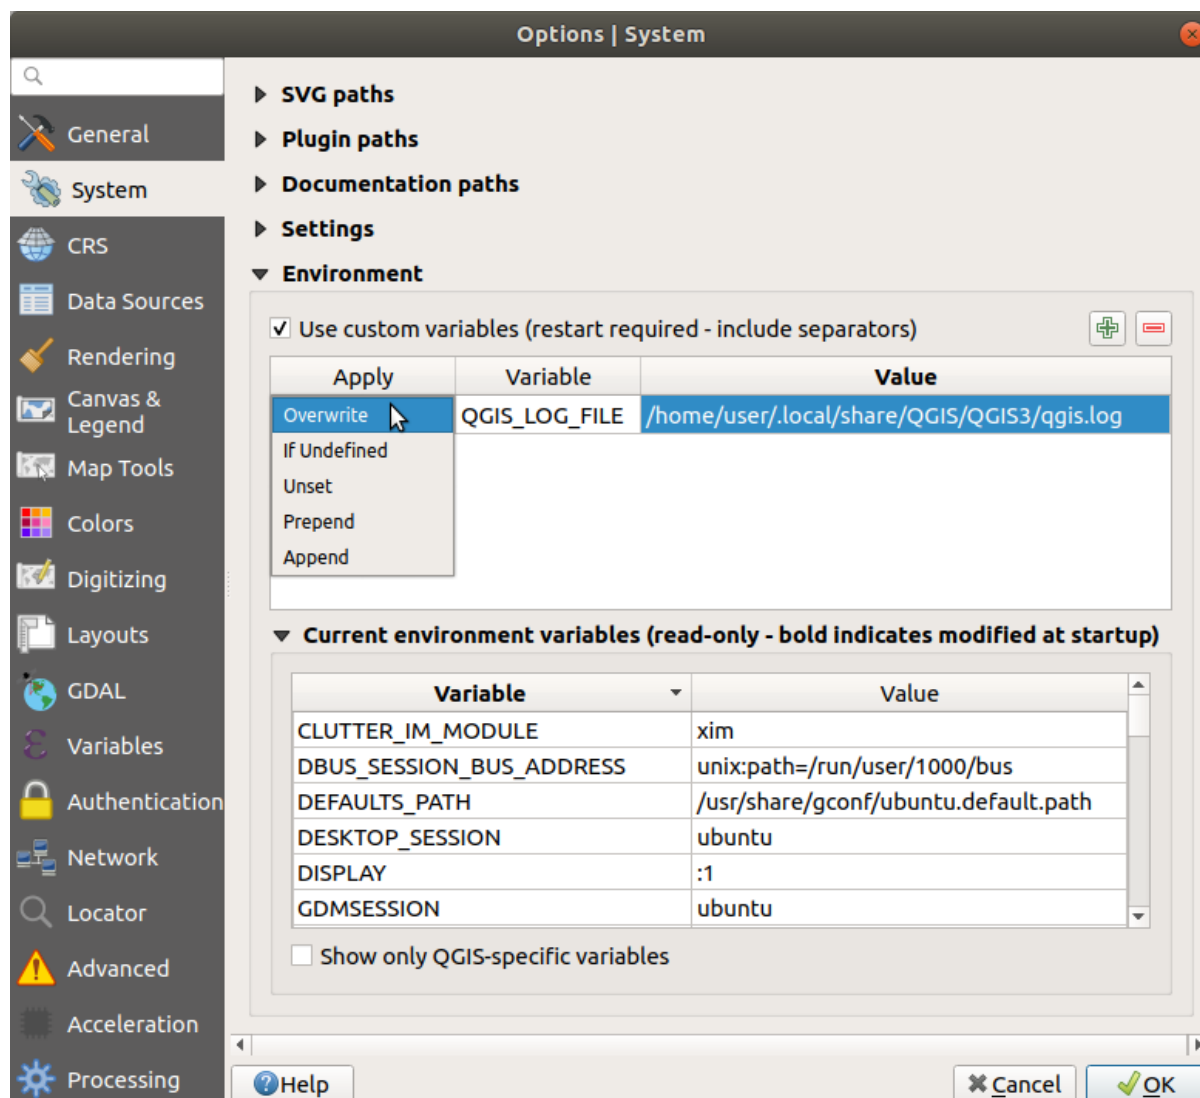 Options | System
General
System
CRS
Data Sources
Rendering
Canvas &
Legend
Map Tools
Colors
Digitizing
Layouts
GDAL
Variables
Authentication
Network
Locator
Advanced
Acceleration
Processing
SVG paths
Plugin paths
Documentation paths
Settings
Environment
Use custom variables (restart required - include separators)
Apply Variable Value
Overwrite QGIS_LOG_FILE /home/user/.local/share/QGIS/QGIS3/qgis.log
If Undefined
Unset
Prepend
Append
Current environment variables (read-only - bold indicates modified at startup)
Variable Value
CLUTTER_IM_MODULE xim
DBUS_SESSION_BUS_ADDRESS unix:path=/run/user/1000/bus
DEFAULTS_PATH /usr/share/gconf/ubuntu.default.path
DESKTOP_SESSION ubuntu
DISPLAY :1
GDMSESSION ubuntu
Show only QGIS-specific variables
Help Cancel OK